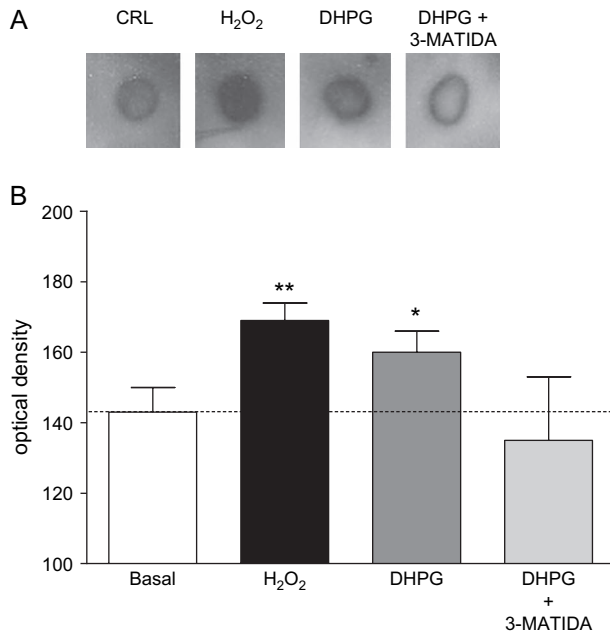 A
CRL H₂O₂ DHPG DHPG +
3-MATIDA
B
200
180
160
140
120
100
optical density
** *
Basal H₂O₂ DHPG DHPG
+
3-MATIDA